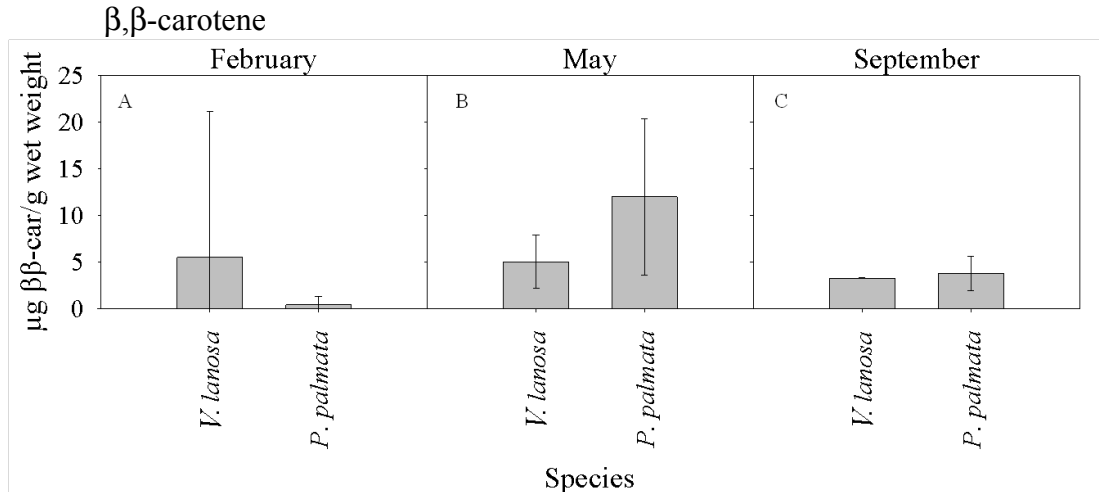 β,β-carotene
February
May
September
μg ββ-car/g wet weight
25
20
15
10
5
0
A
B
C
V. lanosa
P. palmata
V. lanosa
P. palmata
V. lanosa
P. palmata
Species